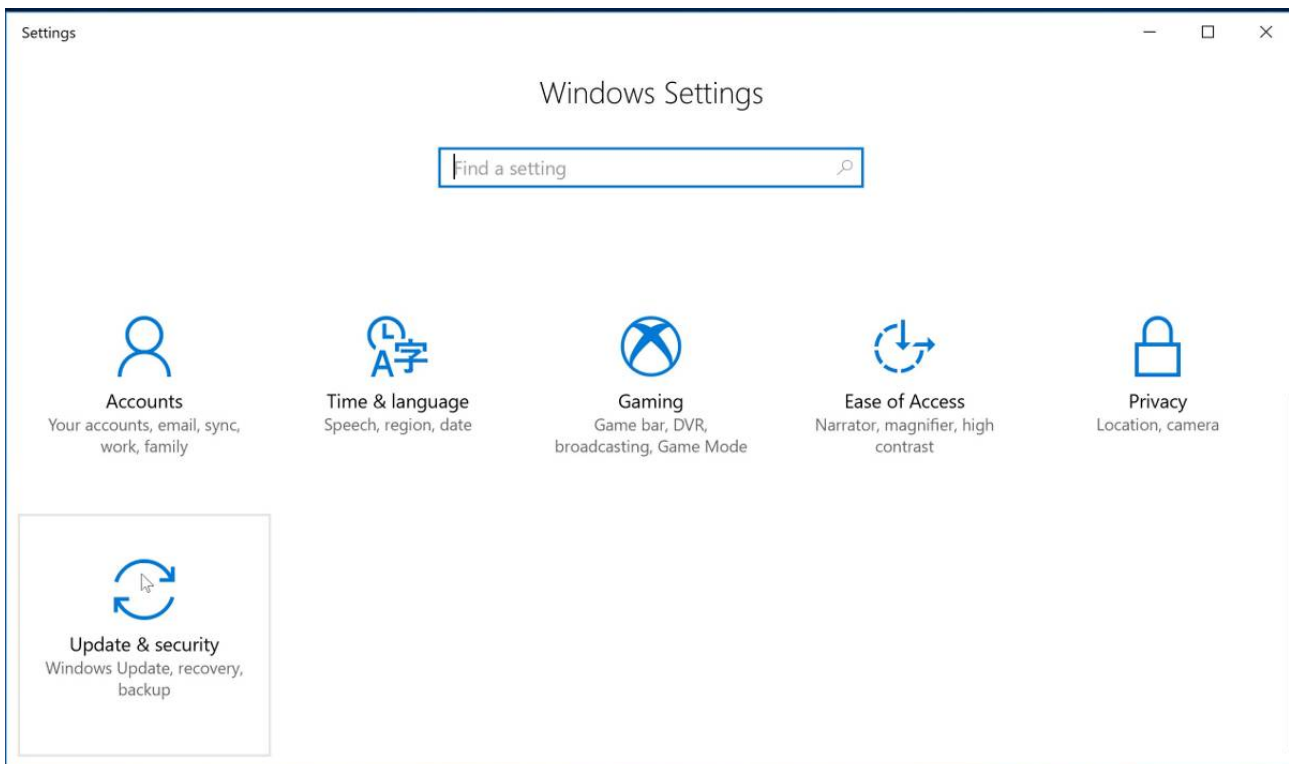 Settings
Windows Settings
Find a setting
Accounts
Your accounts, email, sync,
work, family
Time & language
Speech, region, date
Gaming
Game bar, DVR,
broadcasting, Game Mode
Ease of Access
Narrator, magnifier, high
contrast
Privacy
Location, camera
Update & security
Windows Update, recovery,
backup